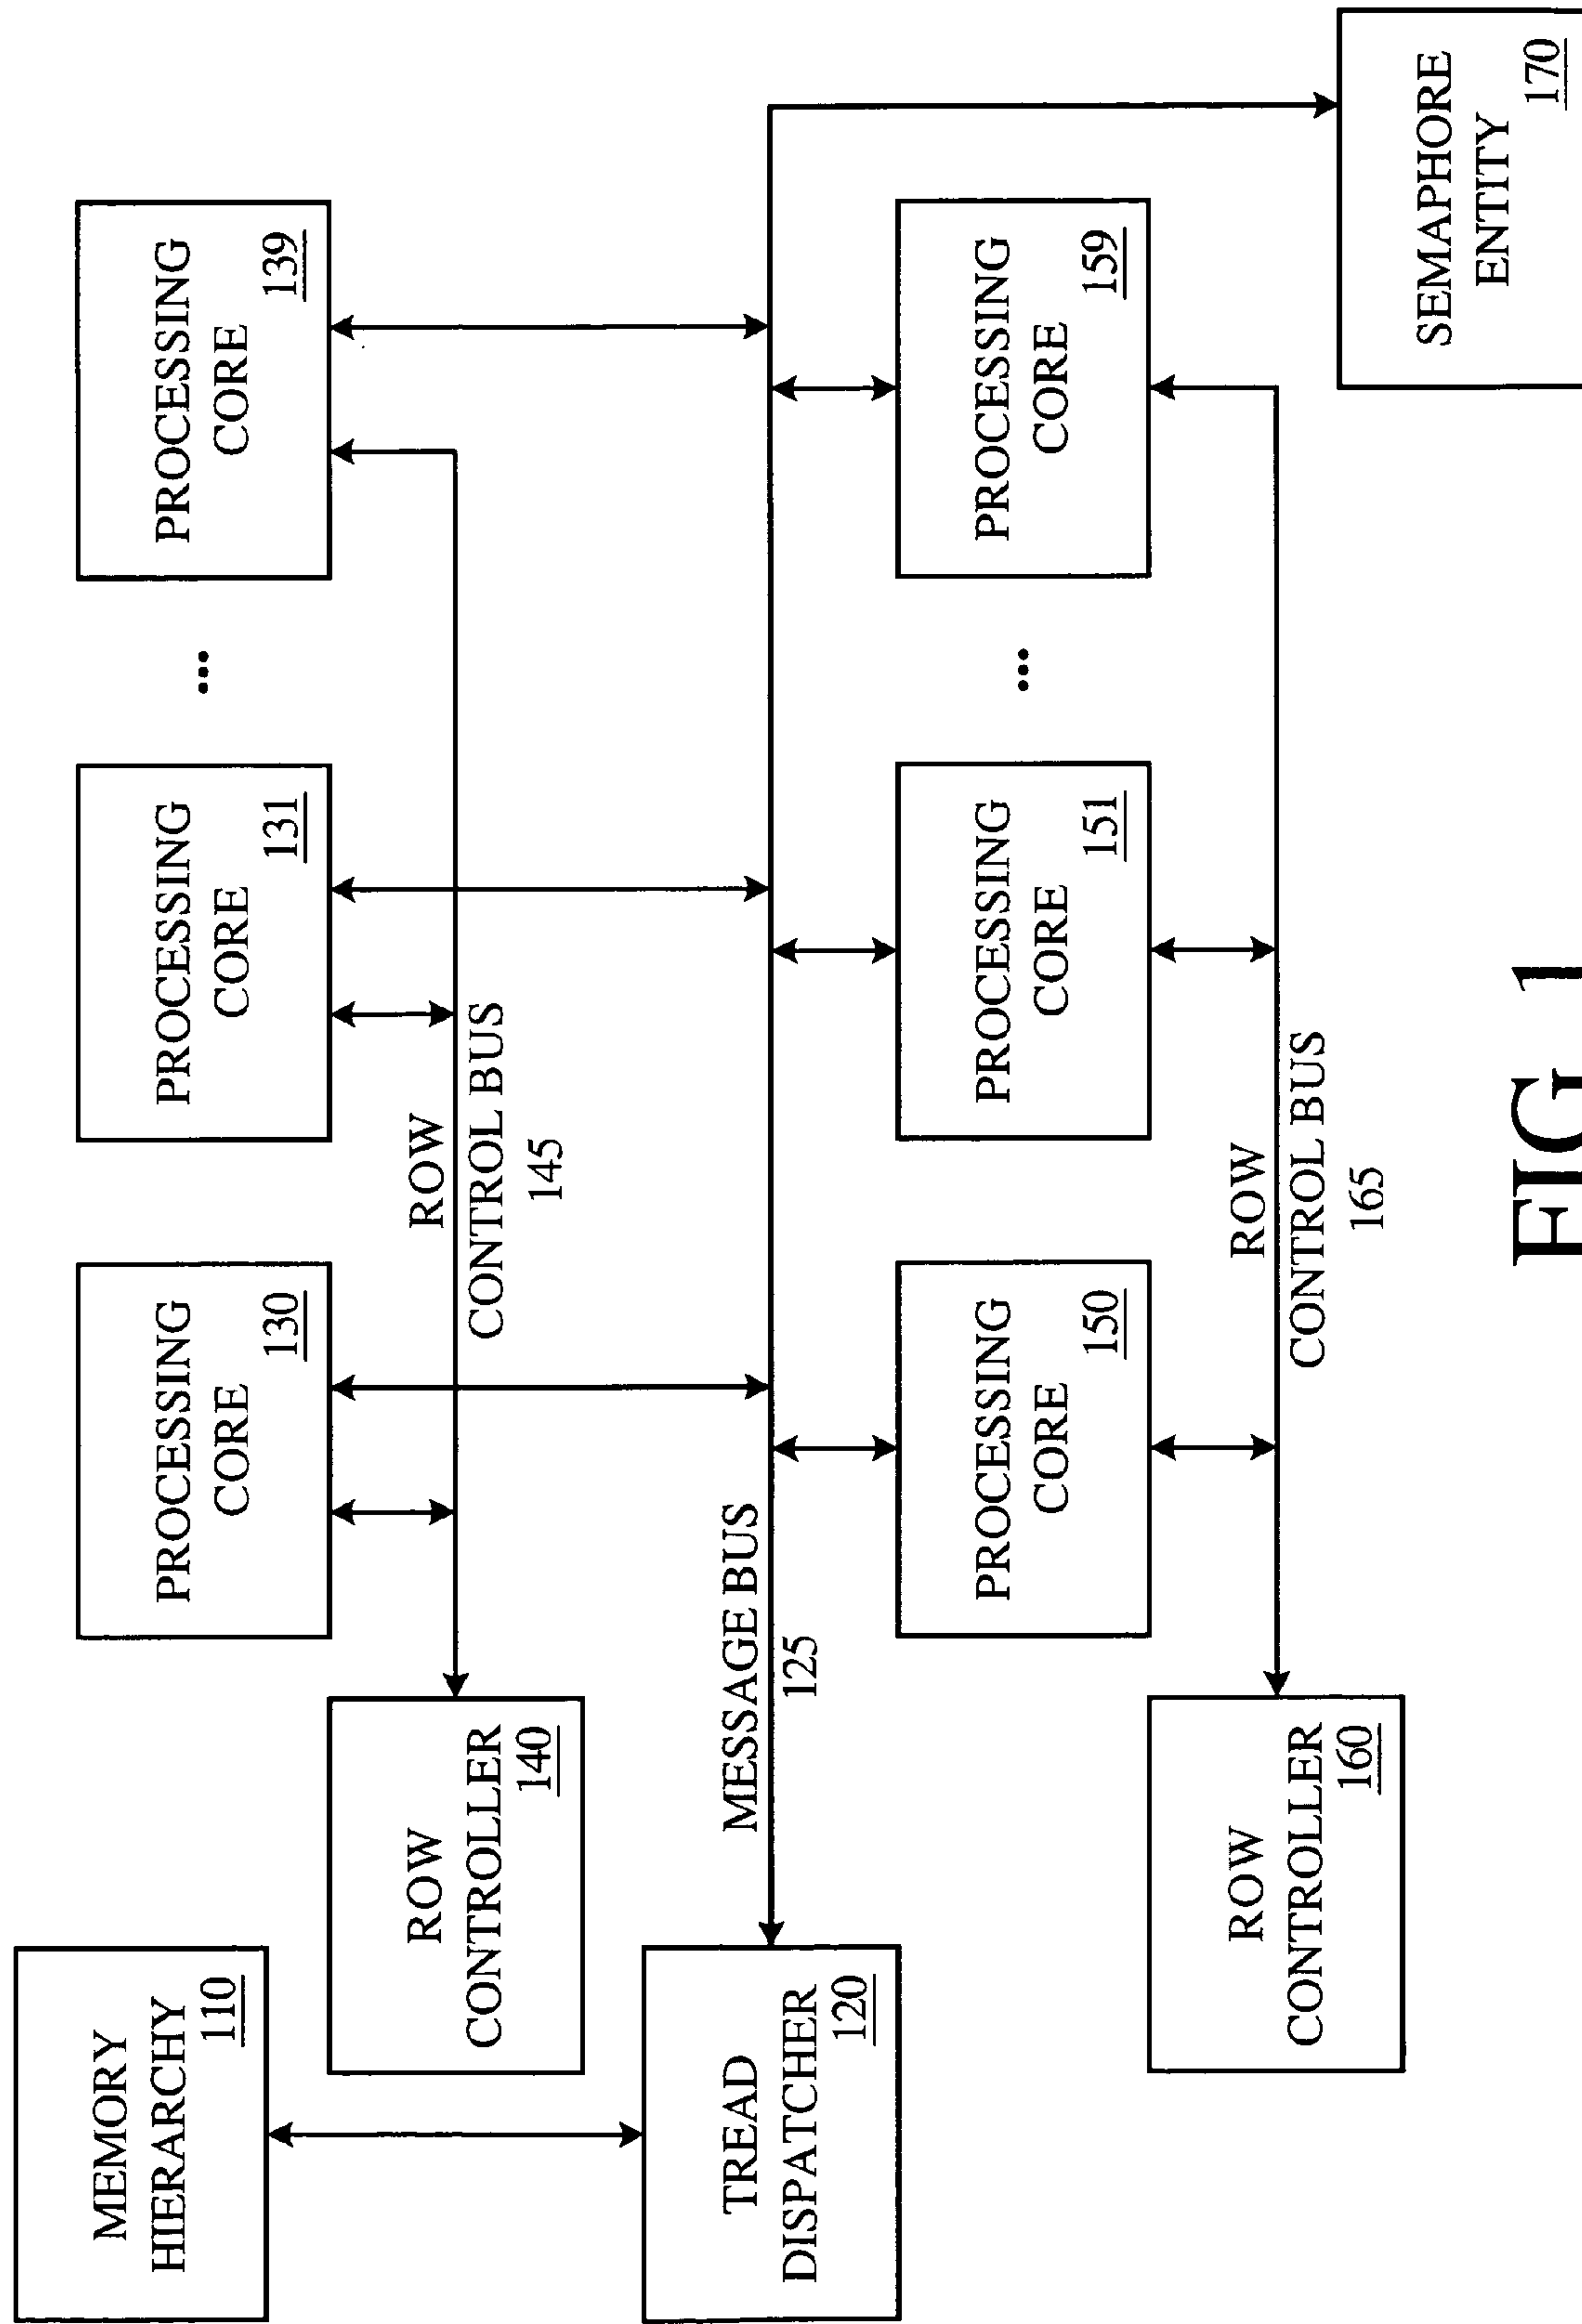 MEMORY
HIERARCHY
110
PROCESSING
CORE
130
PROCESSING
CORE
131
...
PROCESSING
CORE
139
ROW
CONTROLLER
140
ROW
CONTROL BUS
145
TREAD
DISPATCHER
120
MESSAGE BUS
125
PROCESSING
CORE
150
PROCESSING
CORE
151
...
PROCESSING
CORE
159
ROW
CONTROLLER
160
ROW
CONTROL BUS
165
SEMAPHORE
ENTITY
170
FIG. 1